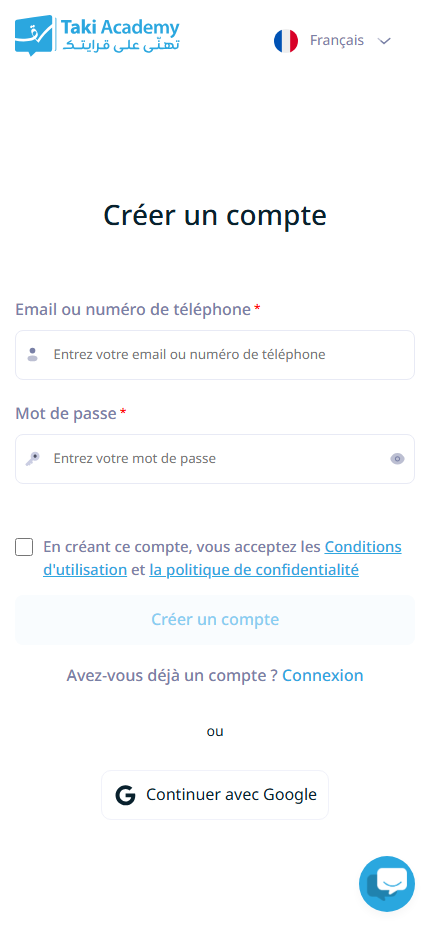 Taki Academy
تهنّى على قرايتك
Français
Créer un compte
Email ou numéro de téléphone *
Entrez votre email ou numéro de téléphone
Mot de passe *
Entrez votre mot de passe
En créant ce compte, vous acceptez les Conditions
d'utilisation et la politique de confidentialité
Créer un compte
Avez-vous déjà un compte ? Connexion
ou
Continuer avec Google